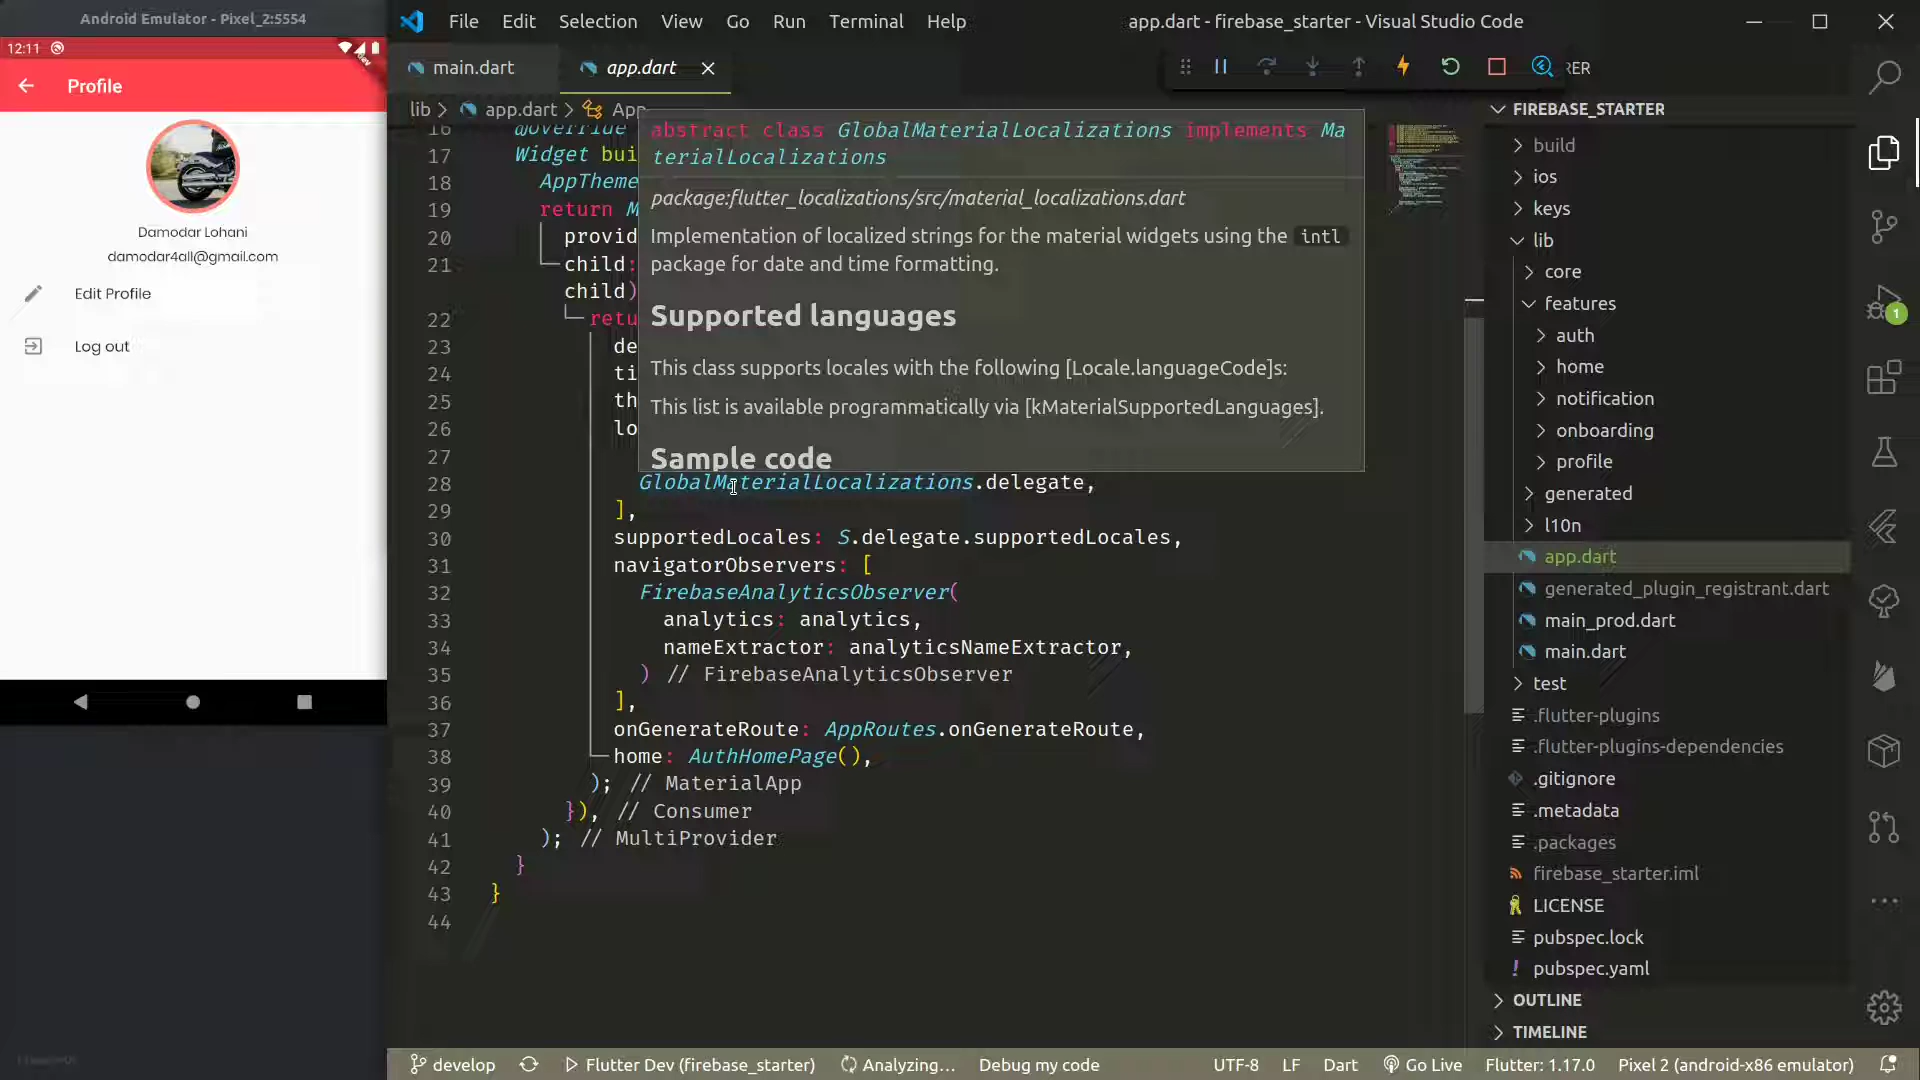 Android Emulator - Pixel_2:5554
12:11
Profile
Damodar Lohani
damodar4all@gmail.com
Edit Profile
Log out
File Edit Selection View Go Run Terminal Help
app.dart - firebase_starter - Visual Studio Code
main.dart
app.dart
lib > app.dart > App
16 @override
17 Widget bui
18 AppTheme
19 return M
20 provid
21 child:
child)
22 retu
23 de
24 ti
25 th
26 lo
27
abstract class GlobalMaterialLocalizations implements Ma
terialLocalizations
package:flutter_localizations/src/material_localizations.dart
Implementation of localized strings for the material widgets using the intl
package for date and time formatting.
Supported languages
This class supports locales with the following [Locale.languageCode]s:
This list is available programmatically via [kMaterialSupportedLanguages].
Sample code
28 GlobalMaterialLocalizations.delegate,
29 ],
30 supportedLocales: S.delegate.supportedLocales,
31 navigatorObservers: [
32 FirebaseAnalyticsObserver(
33 analytics: analytics,
34 nameExtractor: analyticsNameExtractor,
35 ) // FirebaseAnalyticsObserver
36 ],
37 onGenerateRoute: AppRoutes.onGenerateRoute,
38 home: AuthHomePage(),
39 ); // MaterialApp
40 }), // Consumer
41 ); // MultiProvider
42 }
43 }
44
RER
FIREBASE_STARTER
build
ios
keys
lib
core
features
auth
home
notification
onboarding
profile
generated
l10n
app.dart
generated_plugin_registrant.dart
main_prod.dart
main.dart
test
.flutter-plugins
.flutter-plugins-dependencies
.gitignore
.metadata
.packages
firebase_starter.iml
LICENSE
pubspec.lock
! pubspec.yaml
OUTLINE
TIMELINE
1
develop
Flutter Dev (firebase_starter)
Analyzing...
Debug my code
UTF-8
LF
Dart
Go Live
Flutter: 1.17.0
Pixel 2 (android-x86 emulator)